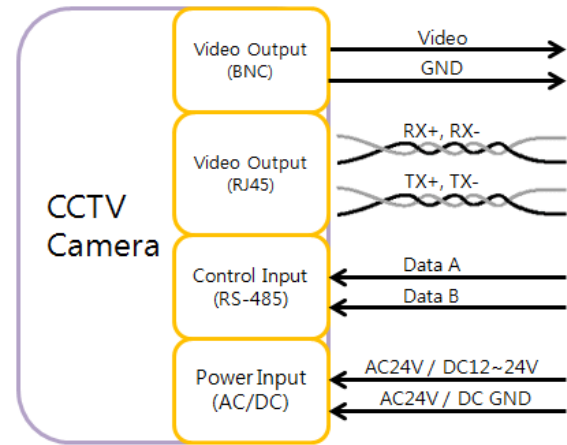 CCTV
Camera
Video Output
(BNC)
Video
GND
Video Output
(RJ45)
RX+, RX-
TX+, TX-
Control Input
(RS-485)
Data A
Data B
Power Input
(AC/DC)
AC24V / DC12~24V
AC24V / DC GND